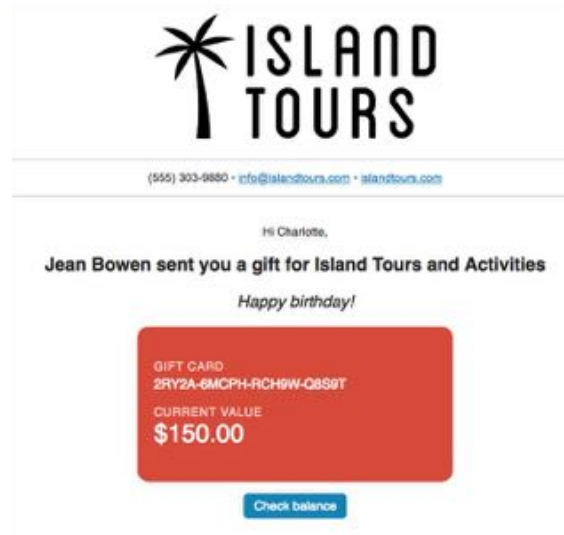 ISLAND
TOURS
(555) 303-9880 • info@islandtours.com • islandtours.com
Hi Charlotte,
Jean Bowen sent you a gift for Island Tours and Activities
Happy birthday!
GIFT CARD
2RY2A-6MCPH-RCH9W-Q8S9T
CURRENT VALUE
$150.00
Check balance